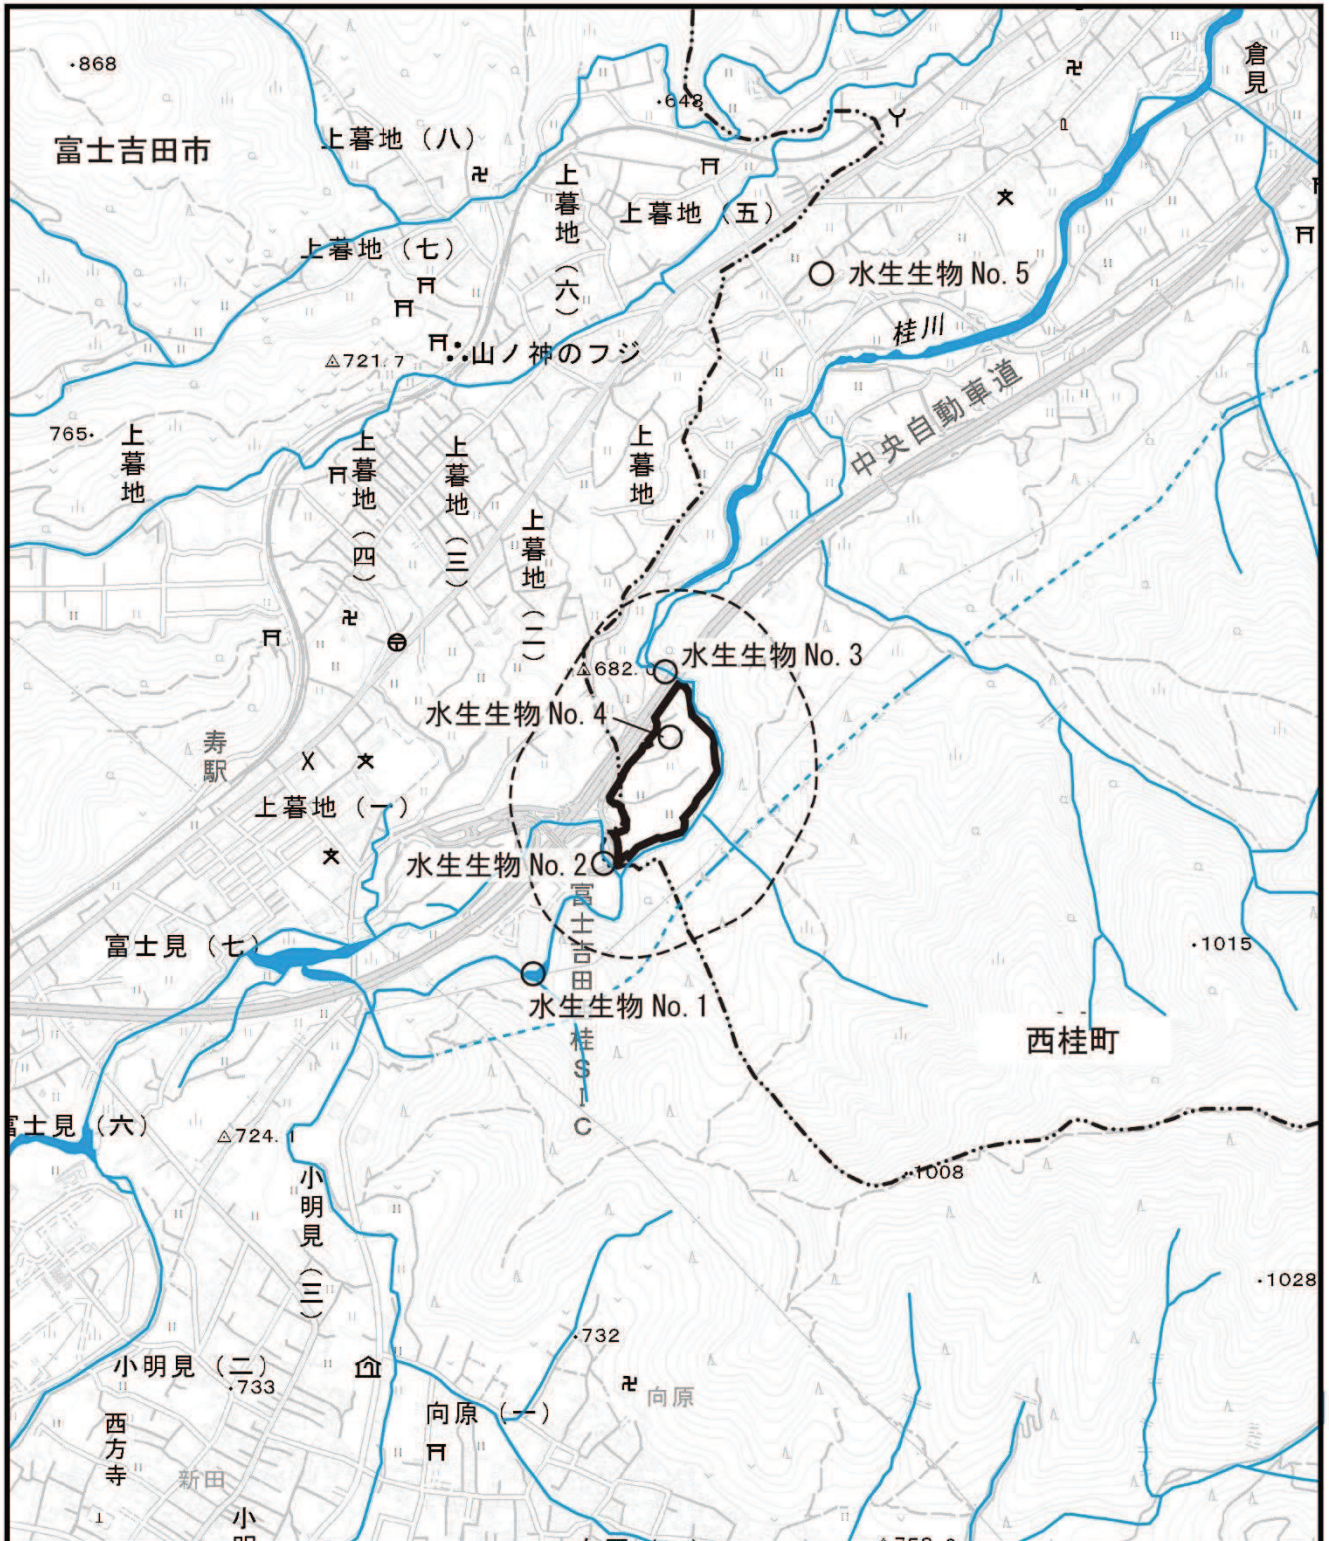 868
倉見
富士吉田市
648
上暮地（八）
上暮地（六）
上暮地（五）
上暮地（七）
水生生物 No. 5
桂川
山ノ神のフジ
721.7
中央自動車道
765
上暮地
上暮地（四）
上暮地（三）
上暮地
上暮地（二）
水生生物 No. 3
682.0
水生生物 No. 4
寿駅
上暮地（一）
水生生物 No. 2
富士吉田西桂SIC
富士見（七）
1015
水生生物 No. 1
西桂町
富士見（六）
724.1
1008
小明見（三）
1028
732
小明見（二）
733
向原
向原（一）
西方寺
新田